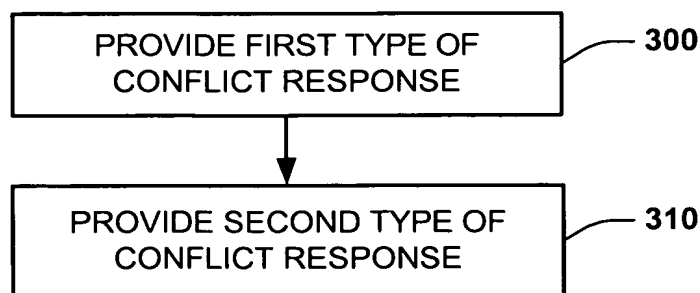 PROVIDE FIRST TYPE OF
CONFLICT RESPONSE
300
PROVIDE SECOND TYPE OF
CONFLICT RESPONSE
310